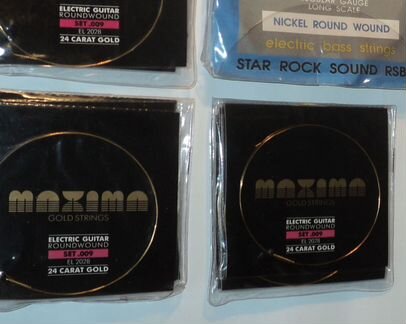 ELECTRIC GUITAR
ROUNDWOUND
SET .009
EL 2028
24 CARAT GOLD
LONG SCALE
NICKEL ROUND WOUND
electric bass strings
STAR ROCK SOUND RSB
MAXIMA
GOLD STRINGS
ELECTRIC GUITAR
ROUNDWOUND
SET .009
EL 2028
24 CARAT GOLD
MAXIMA
GOLD STRINGS
ELECTRIC GUITAR
ROUNDWOUND
SET .009
EL 2028
24 CARAT GOLD